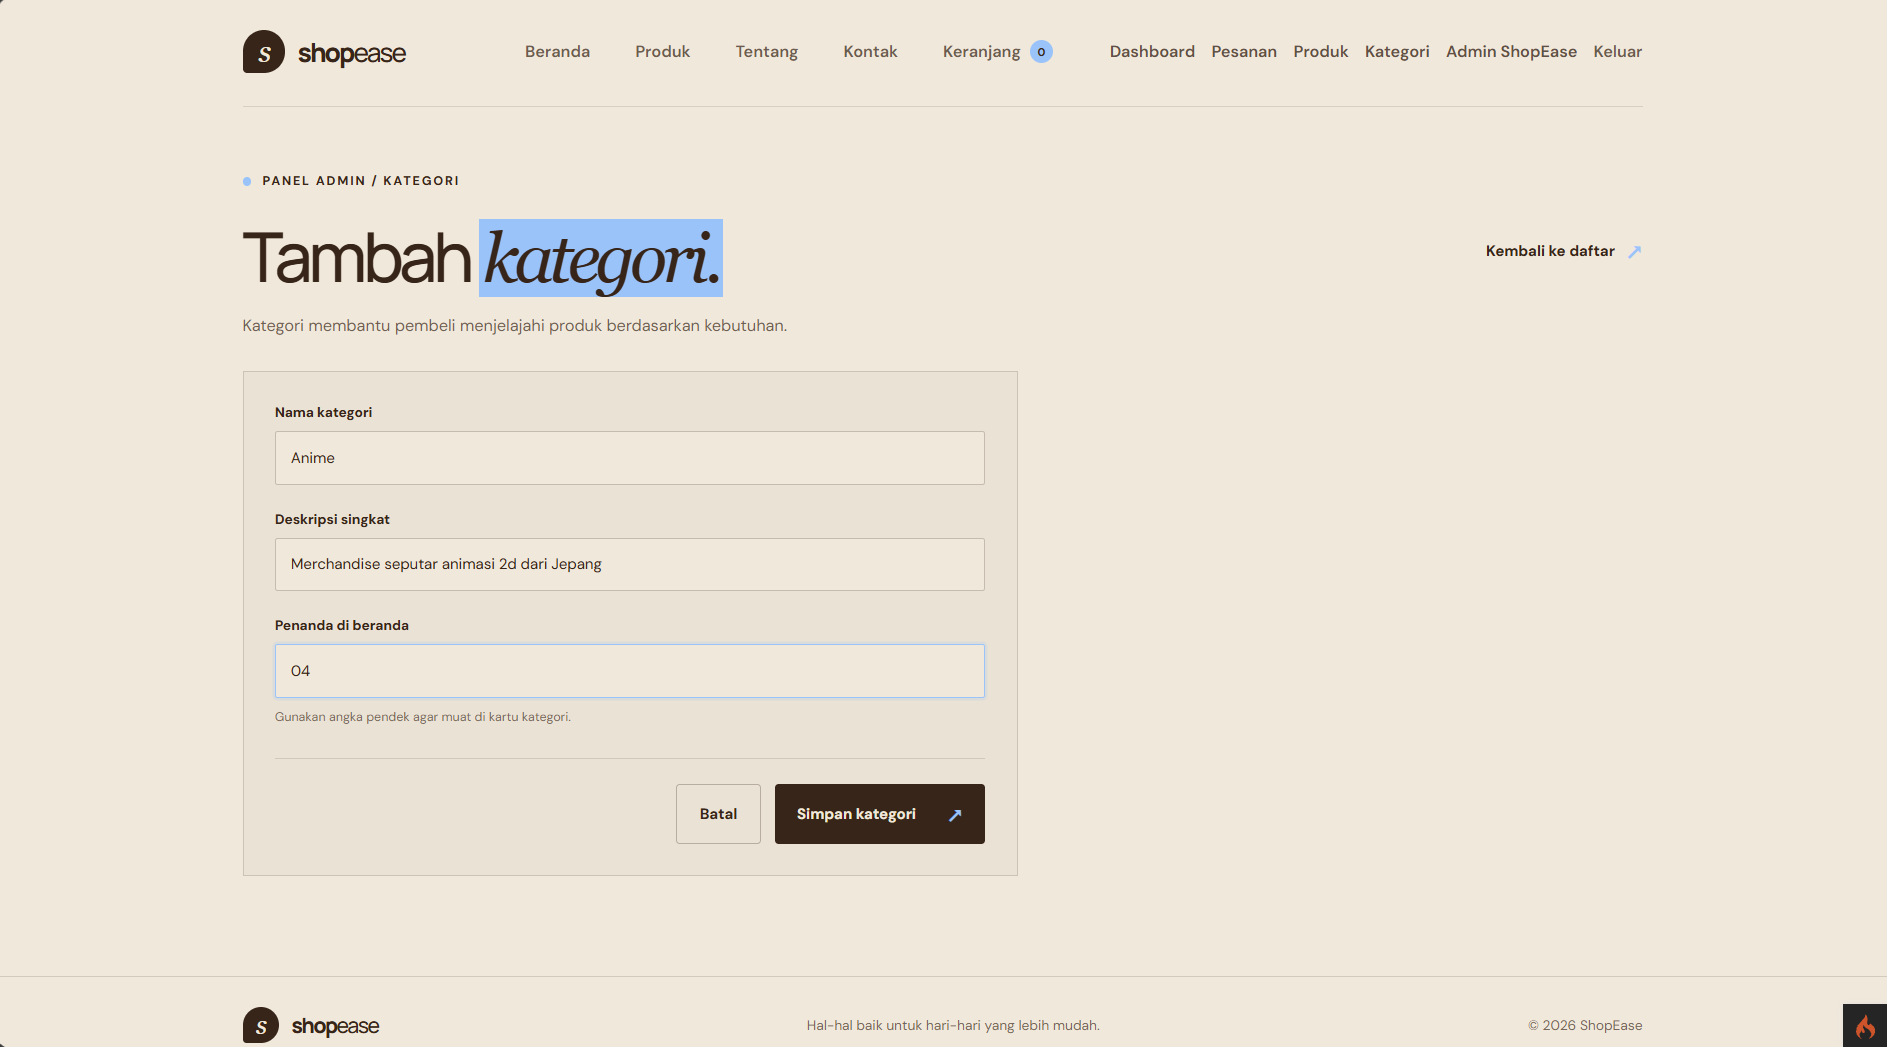 s shopease
Beranda Produk Tentang Kontak Keranjang 0 Dashboard Pesanan Produk Kategori Admin ShopEase Keluar
PANEL ADMIN / KATEGORI
Tambah kategori.
Kembali ke daftar ↗
Kategori membantu pembeli menjelajahi produk berdasarkan kebutuhan.
Nama kategori
Anime
Deskripsi singkat
Merchandise seputar animasi 2d dari Jepang
Penanda di beranda
04
Gunakan angka pendek agar muat di kartu kategori.
Batal
Simpan kategori ↗
s shopease
Hal-hal baik untuk hari-hari yang lebih mudah.
© 2026 ShopEase